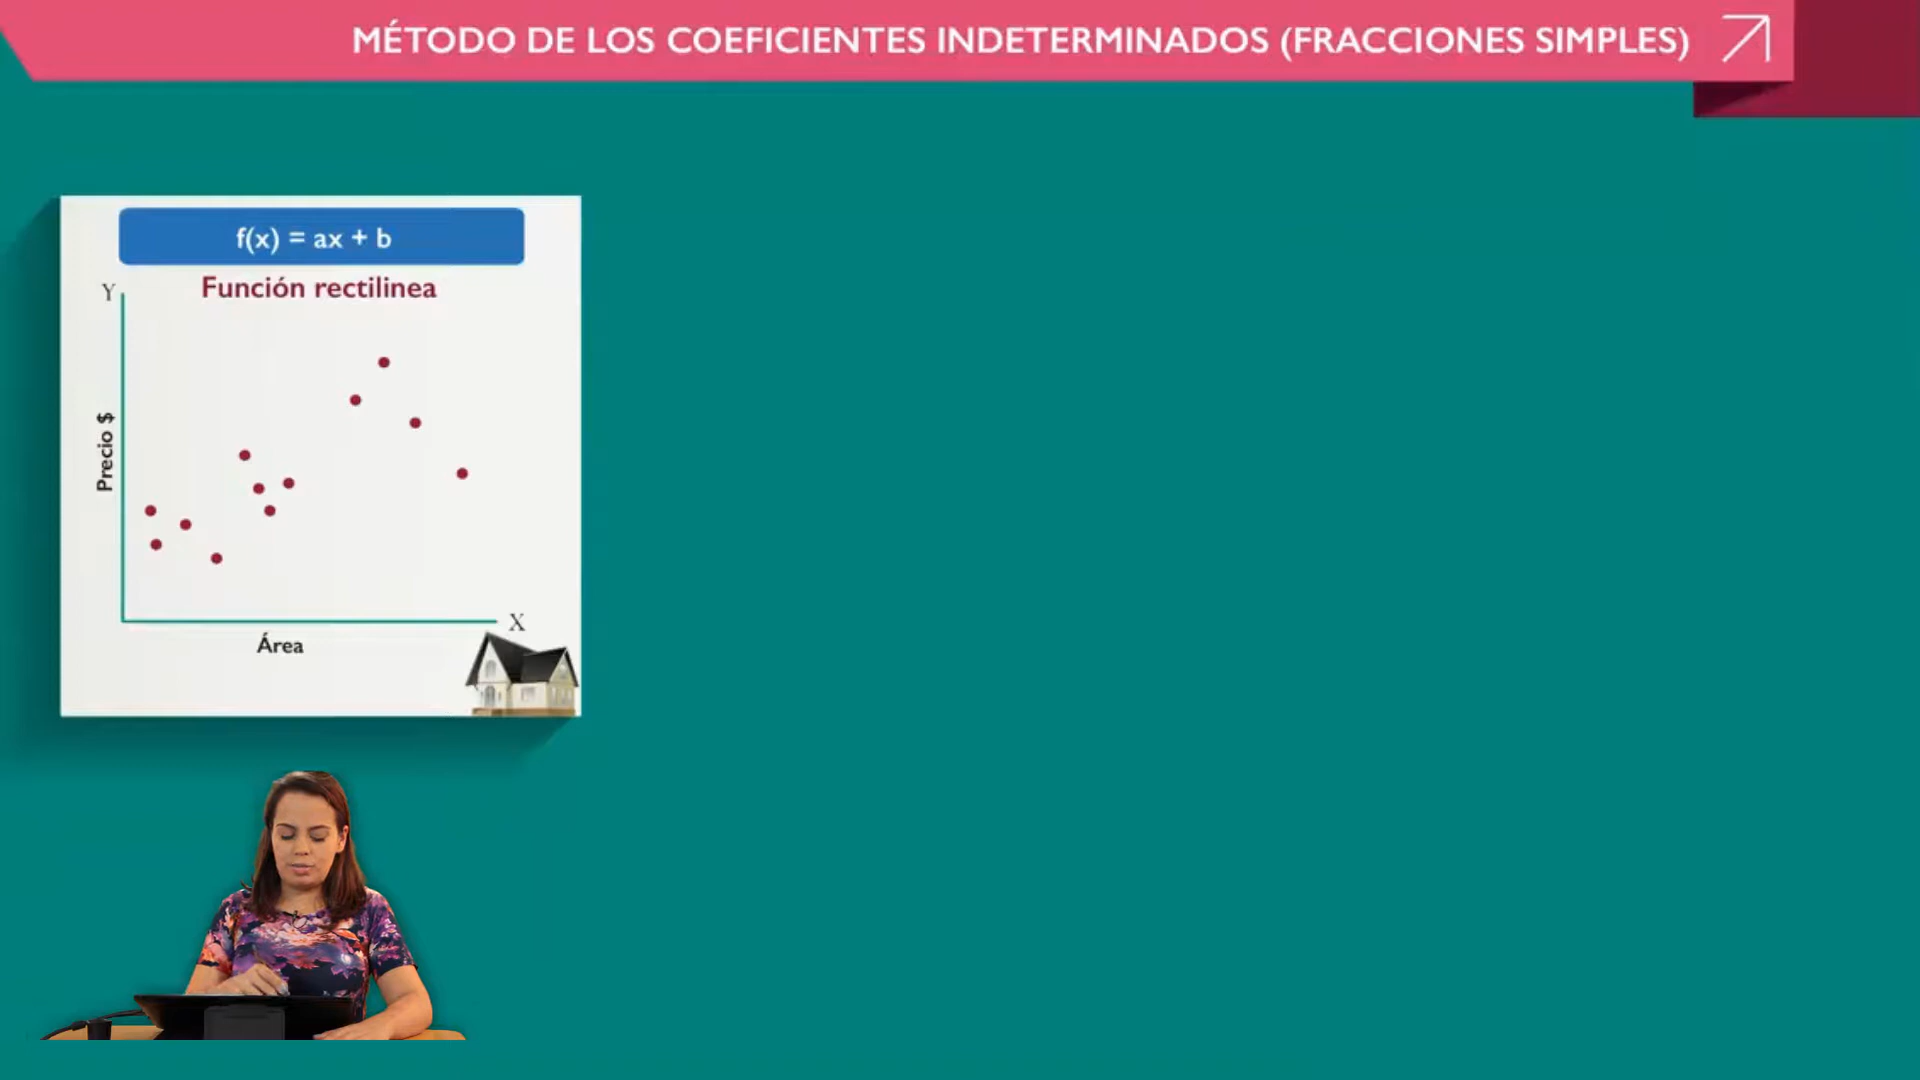 MÉTODO DE LOS COEFICIENTES INDETERMINADOS (FRACCIONES SIMPLES)
f(x) = ax + b
Función rectilinea
Y
Precio $
X
Área